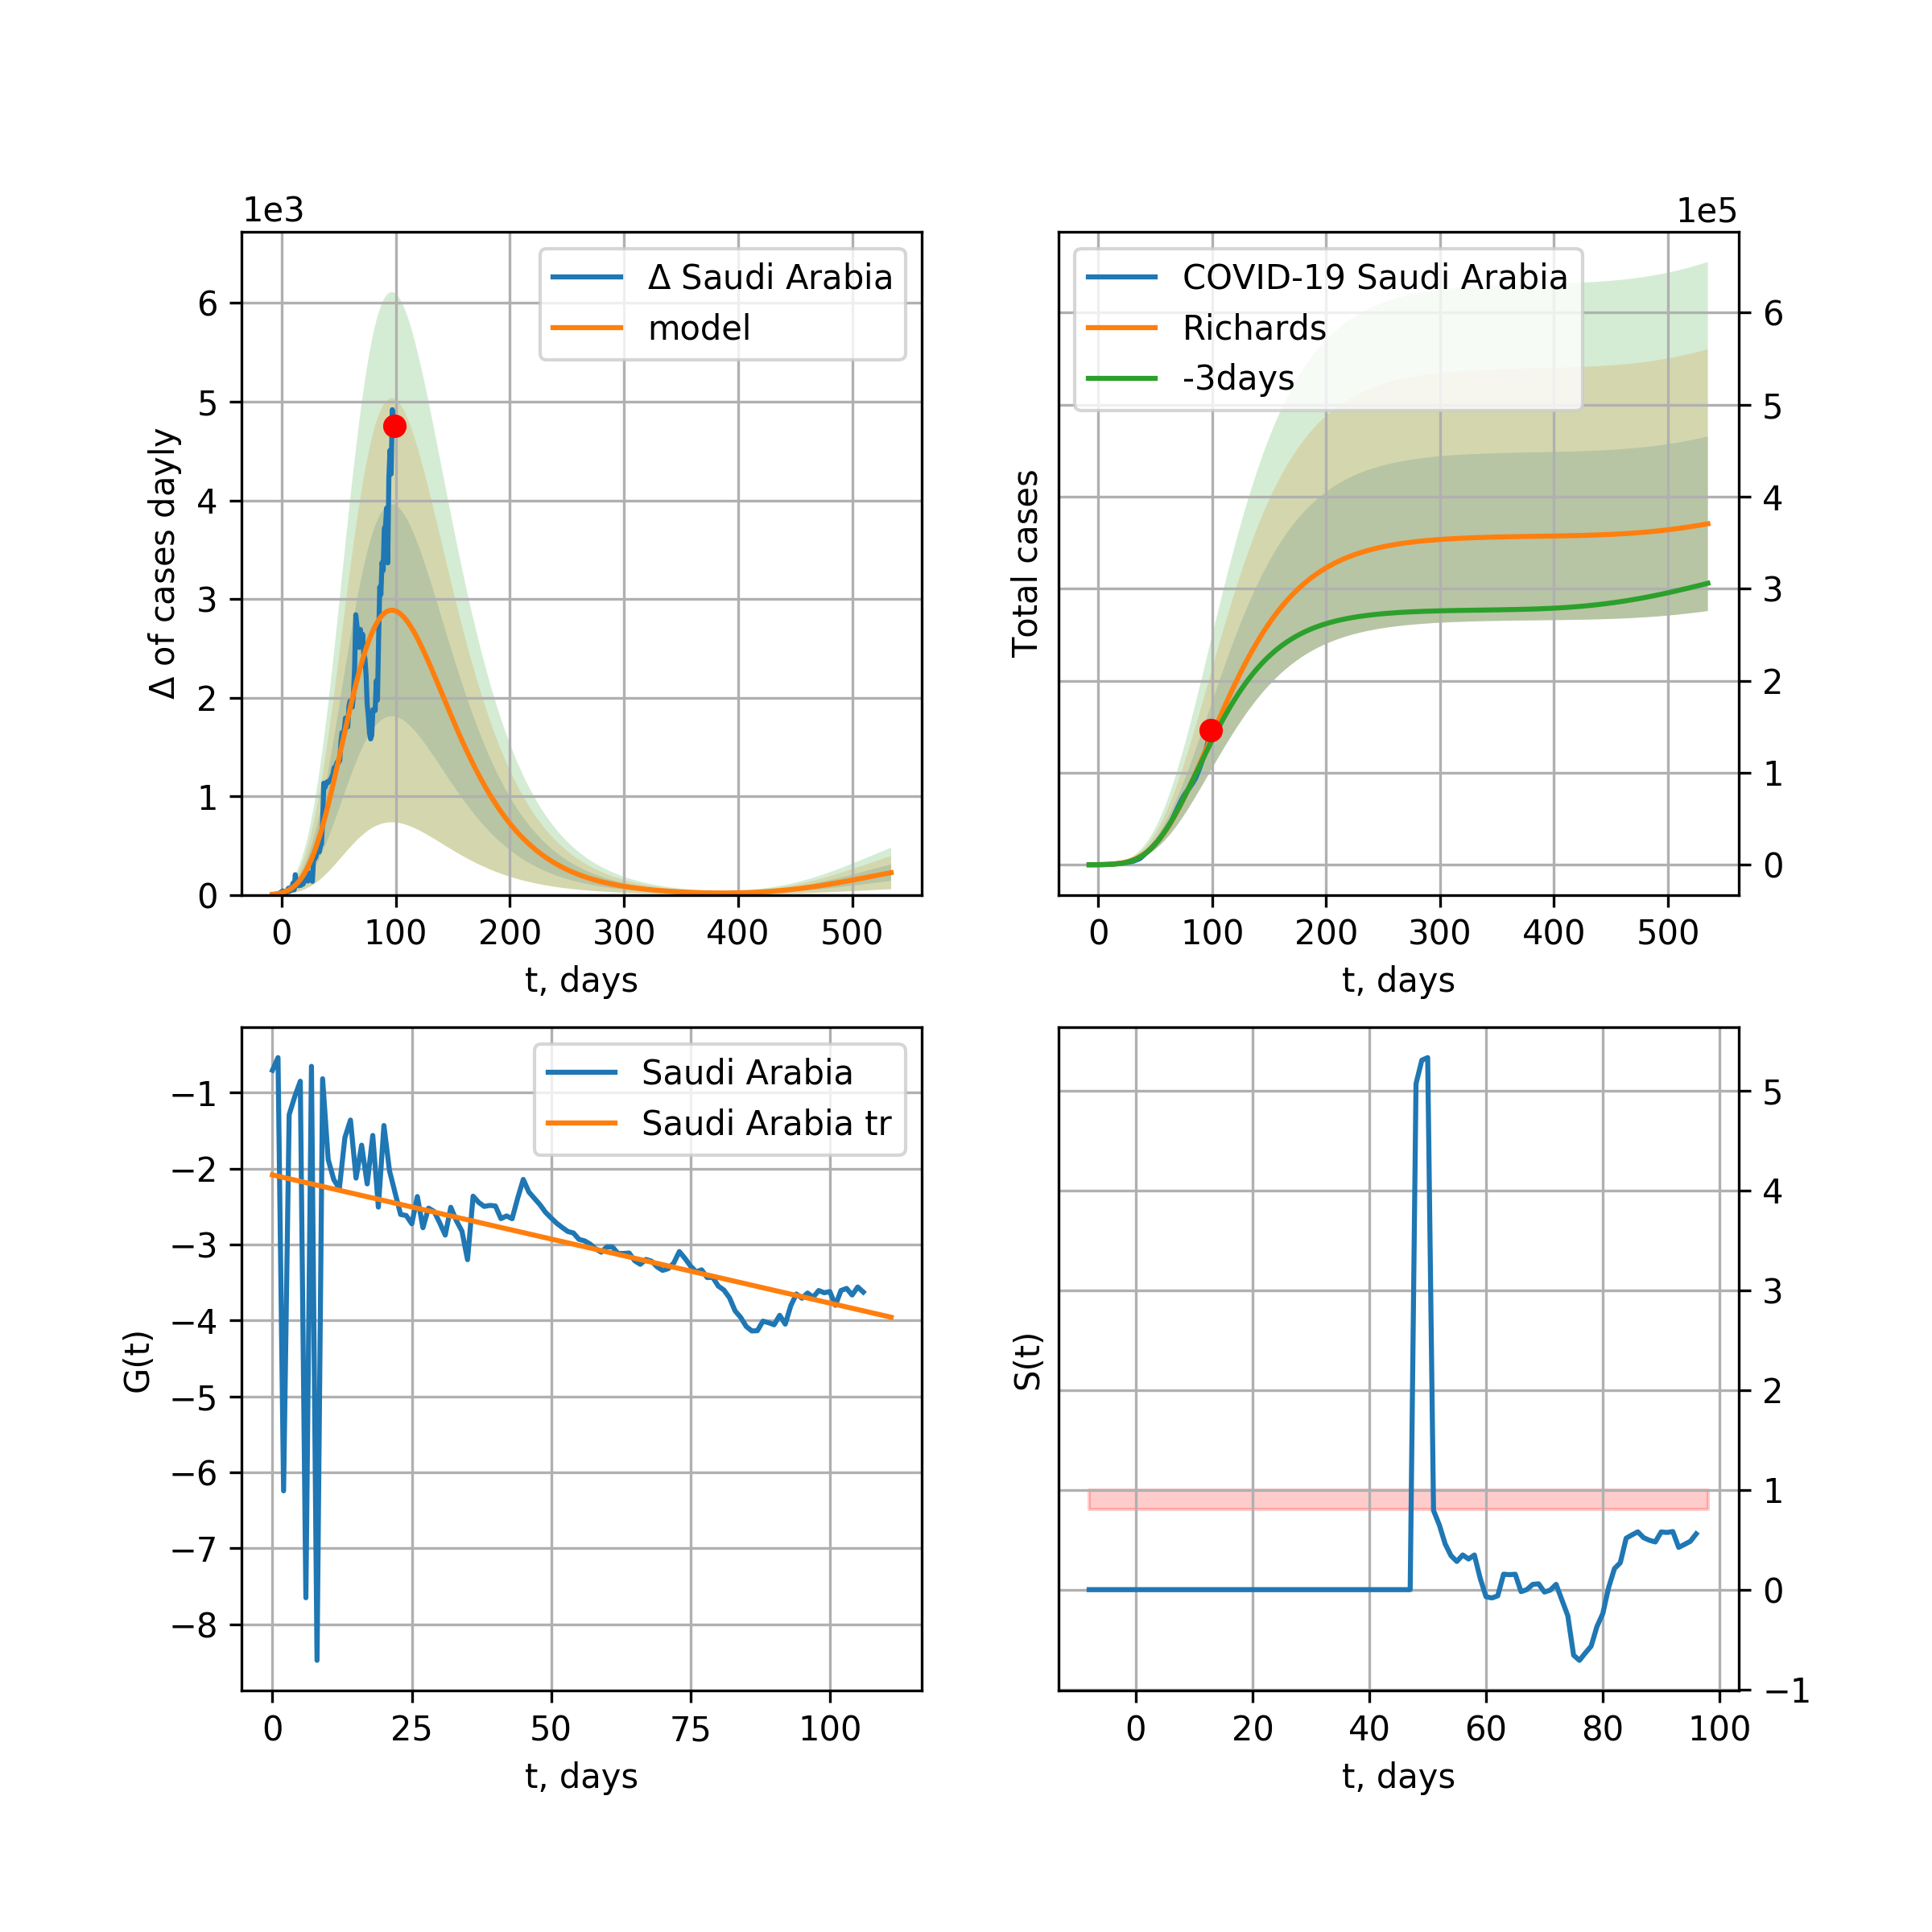 1e3
Δ Saudi Arabia
model
6
5
4
3
2
1
0
Δ of cases dayly
0 100 200 300 400 500
t, days
1e5
COVID-19 Saudi Arabia
Richards
-3days
6
5
4
3
2
1
0
Total cases
0 100 200 300 400 500
t, days
Saudi Arabia
Saudi Arabia tr
−1
−2
−3
−4
−5
−6
−7
−8
G(t)
0 25 50 75 100
t, days
5
4
3
2
1
0
−1
S(t)
0 20 40 60 80 100
t, days